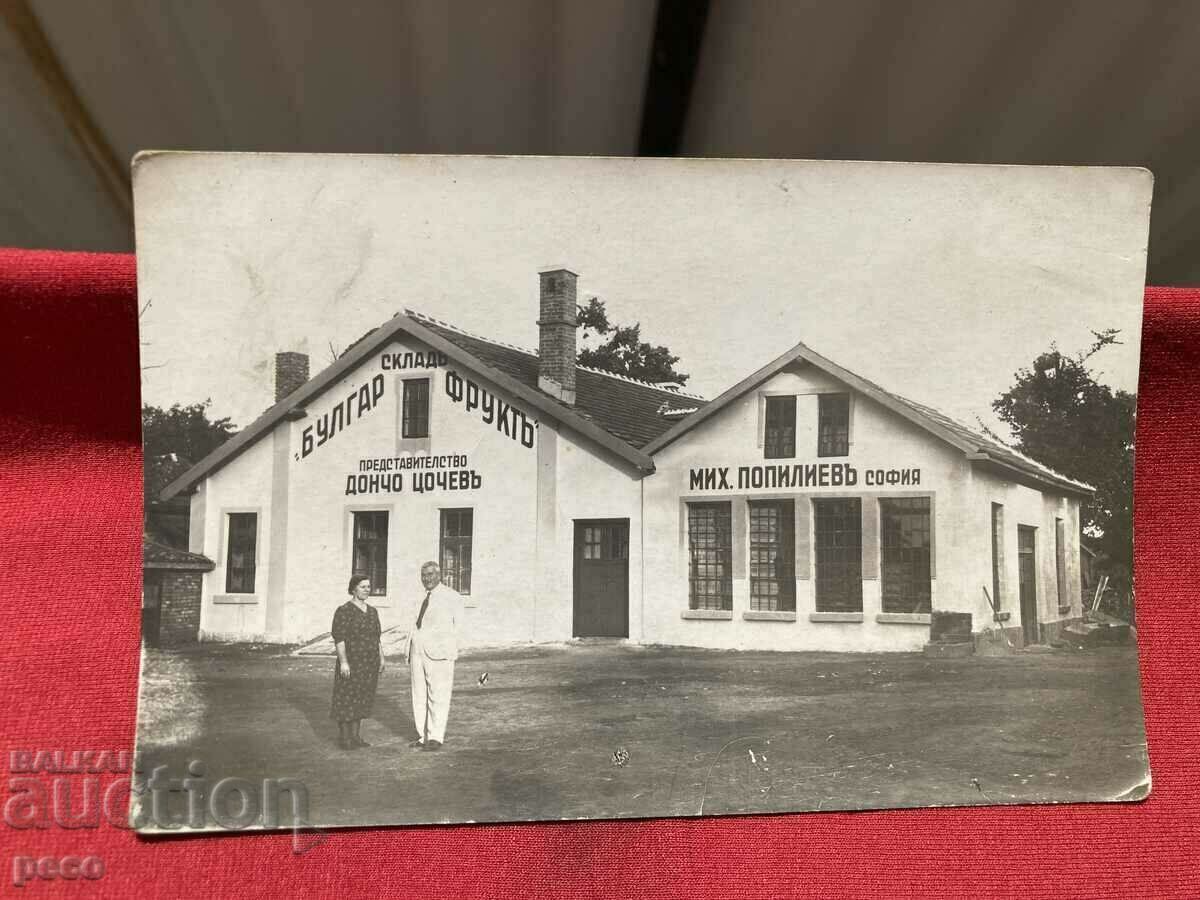 СКЛАДЪ
„БУЛГАР ФРУКТЪ"
ПРЕДСТАВИТЕЛСТВО
ДОНЧО ЦОЧЕВЪ
МИХ. ПОПИЛИЕВЪ СОФИЯ
BALKAN
auction
peco